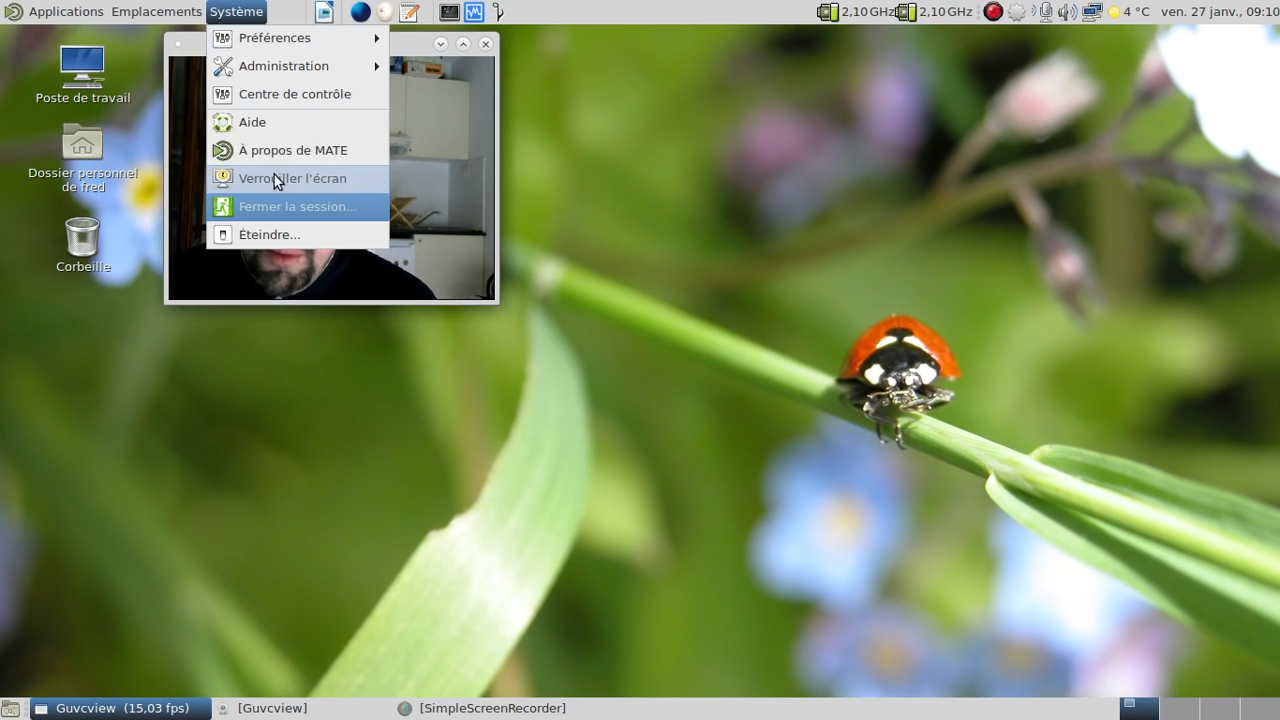 Applications Emplacements Système 2,10 GHz 2,10 GHz 4 °C ven. 27 janv., 09:10
Préférences
Administration
Centre de contrôle
Aide
À propos de MATE
Verrouiller l'écran
Fermer la session...
Éteindre...
Poste de travail
Dossier personnel
de fred
Corbeille
Guvcview (15,03 fps) [Guvcview] [SimpleScreenRecorder]